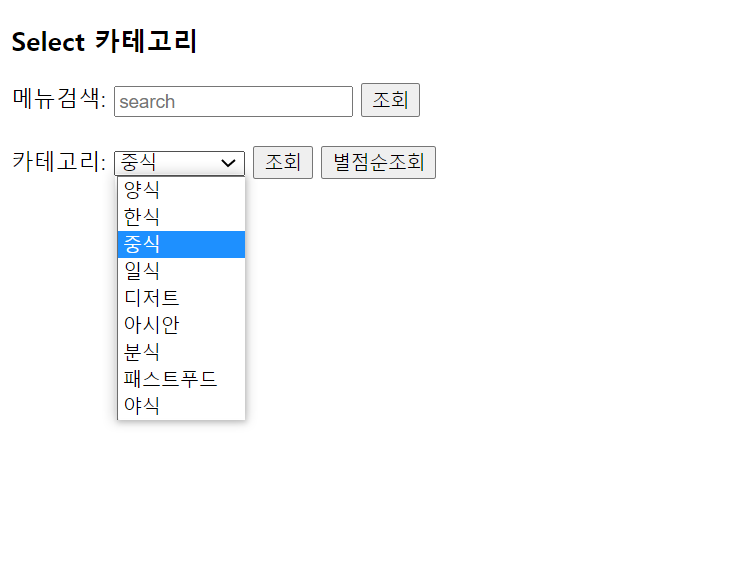 Select 카테고리
메뉴검색: search 조회
카테고리: 중식 조회 별점순조회
양식
한식
중식
일식
디저트
아시안
분식
패스트푸드
야식